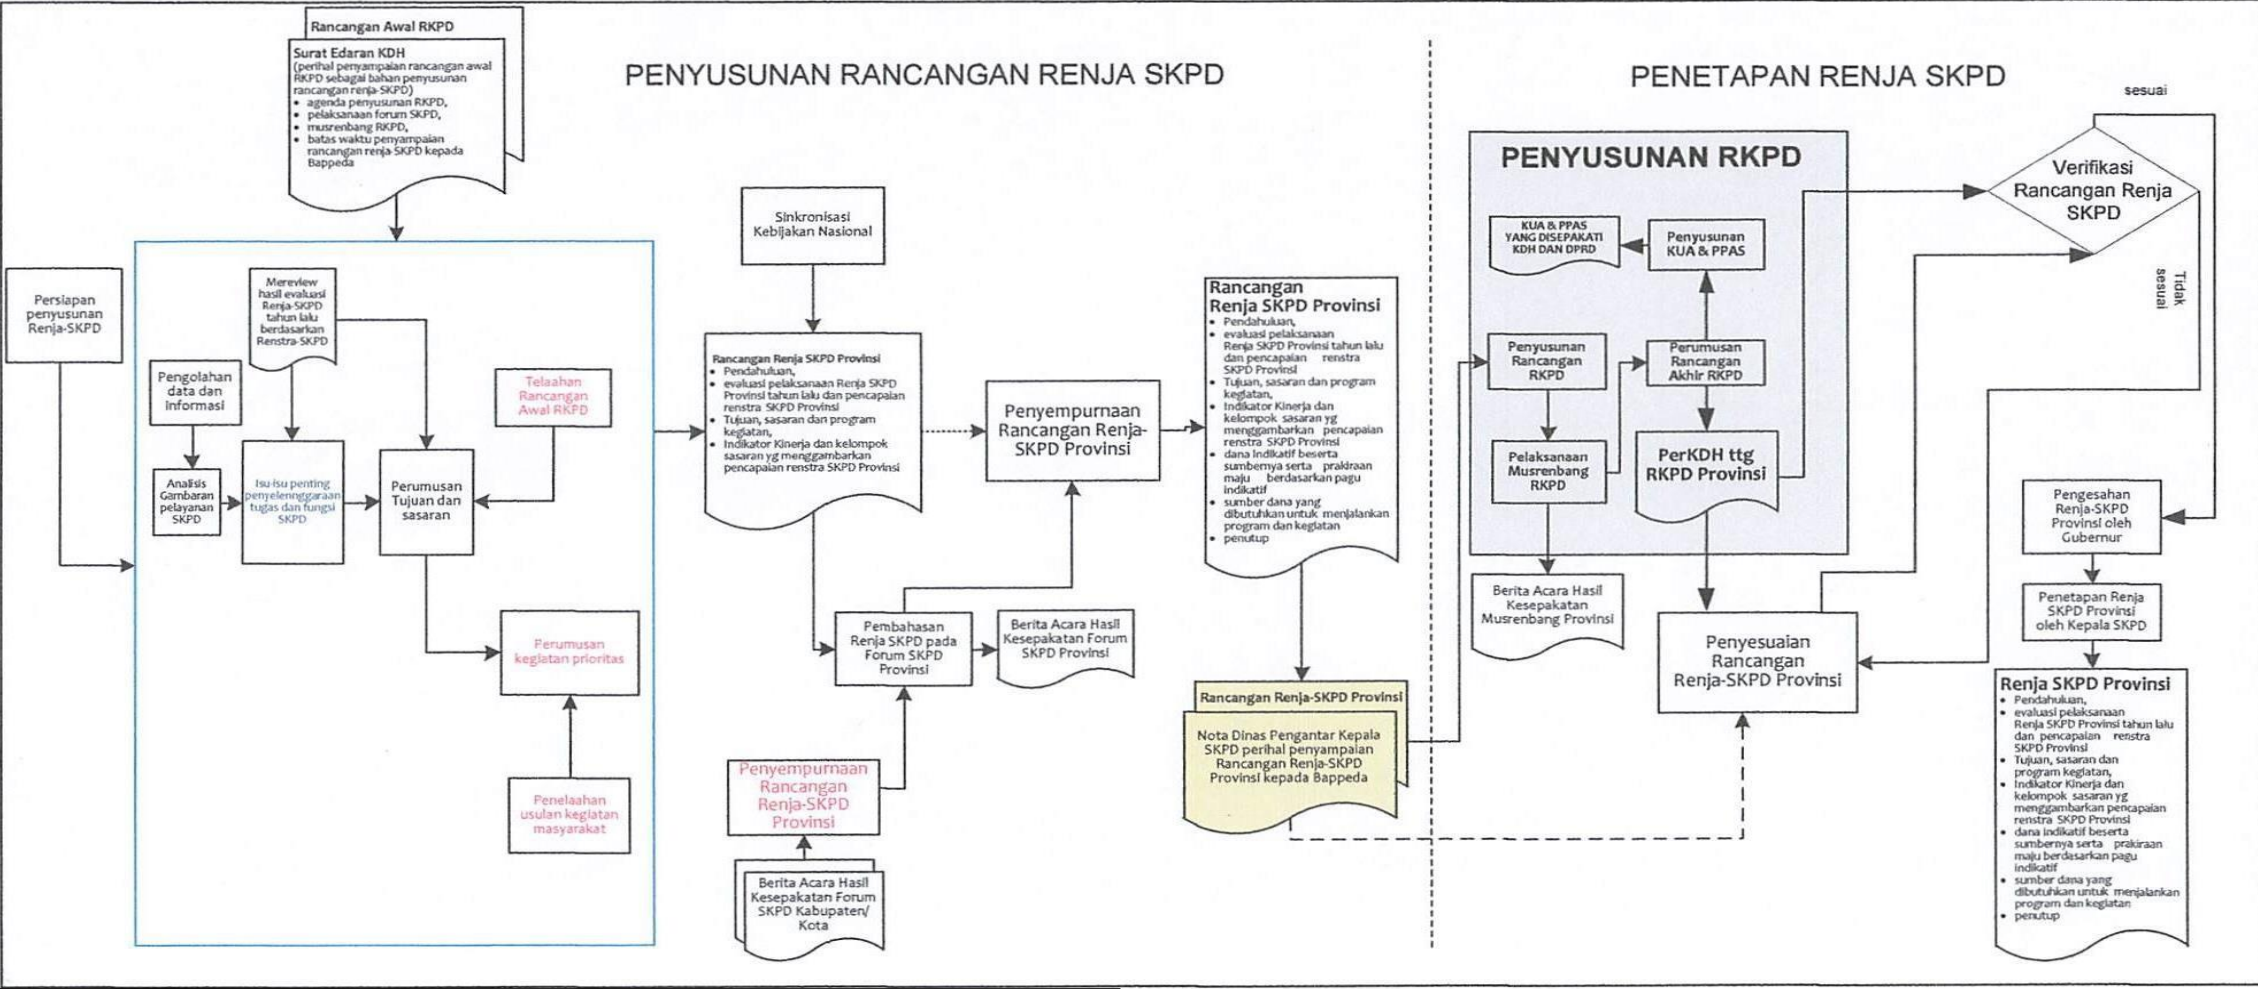 Rancangan Awal RKPD
Surat Edaran KDH
(perihal penyampaian rancangan awal
RKPD sebagai bahan penyusunan
rancangan renja-SKPD)
• agenda penyusunan RKPD,
• pelaksanaan forum SKPD,
• musrenbang RKPD,
• batas waktu penyampaian
rancangan renja-SKPD kepada
Bappeda
PENYUSUNAN RANCANGAN RENJA SKPD
Persiapan
penyusunan
Renja-SKPD
Mereview
hasil evaluasi
Renja-SKPD
tahun lalu
berdasarkan
Renstra-SKPD
Pengolahan
data dan
informasi
Analisis
Gambaran
pelayanan
SKPD
Isu-isu penting
penyelennggaraan
tugas dan fungsi
SKPD
Perumusan
Tujuan dan
sasaran
Telaahan
Rancangan
Awal RKPD
Perumusan
kegiatan prioritas
Penelaahan
usulan kegiatan
masyarakat
Sinkronisasi
Kebijakan Nasional
Rancangan Renja SKPD Provinsi
• Pendahuluan,
• evaluasi pelaksanaan Renja SKPD
Provinsi tahun lalu dan pencapaian
renstra SKPD Provinsi
• Tujuan, sasaran dan program
kegiatan,
• Indikator Kinerja dan kelompok
sasaran yg menggambarkan
pencapaian renstra SKPD Provinsi
Penyempurnaan
Rancangan Renja-
SKPD Provinsi
Pembahasan
Renja SKPD pada
Forum SKPD
Provinsi
Berita Acara Hasil
Kesepakatan Forum
SKPD Provinsi
Penyempurnaan
Rancangan
Renja-SKPD
Provinsi
Berita Acara Hasil
Kesepakatan Forum
SKPD Kabupaten/
Kota
Rancangan
Renja SKPD Provinsi
• Pendahuluan,
• evaluasi pelaksanaan
Renja SKPD Provinsi tahun lalu
dan pencapaian renstra
SKPD Provinsi
• Tujuan, sasaran dan program
kegiatan,
• Indikator Kinerja dan
kelompok sasaran yg
menggambarkan pencapaian
renstra SKPD Provinsi
• dana indikatif beserta
sumbernya serta prakiraan
maju berdasarkan pagu
indikatif
• sumber dana yang
dibutuhkan untuk menjalankan
program dan kegiatan
• penutup
Rancangan Renja-SKPD Provinsi
Nota Dinas Pengantar Kepala
SKPD perihal penyampaian
Rancangan Renja-SKPD
Provinsi kepada Bappeda
PENETAPAN RENJA SKPD
PENYUSUNAN RKPD
KUA & PPAS
YANG DISEPAKATI
KDH DAN DPRD
Penyusunan
KUA & PPAS
Penyusunan
Rancangan
RKPD
Perumusan
Rancangan
Akhir RKPD
Pelaksanaan
Musrenbang
RKPD
PerKDH ttg
RKPD Provinsi
Berita Acara Hasil
Kesepakatan
Musrenbang Provinsi
Penyesuaian
Rancangan
Renja-SKPD Provinsi
sesuai
Verifikasi
Rancangan Renja
SKPD
Tidak
sesuai
Pengesahan
Renja-SKPD
Provinsi oleh
Gubernur
Penetapan Renja
SKPD Provinsi
oleh Kepala SKPD
Renja SKPD Provinsi
• Pendahuluan,
• evaluasi pelaksanaan
Renja SKPD Provinsi tahun lalu
dan pencapaian renstra
SKPD Provinsi
• Tujuan, sasaran dan
program kegiatan,
• Indikator Kinerja dan
kelompok sasaran yg
menggambarkan pencapaian
renstra SKPD Provinsi
• dana indikatif beserta
sumbernya serta prakiraan
maju berdasarkan pagu
indikatif
• sumber dana yang
dibutuhkan untuk menjalankan
program dan kegiatan
• penutup